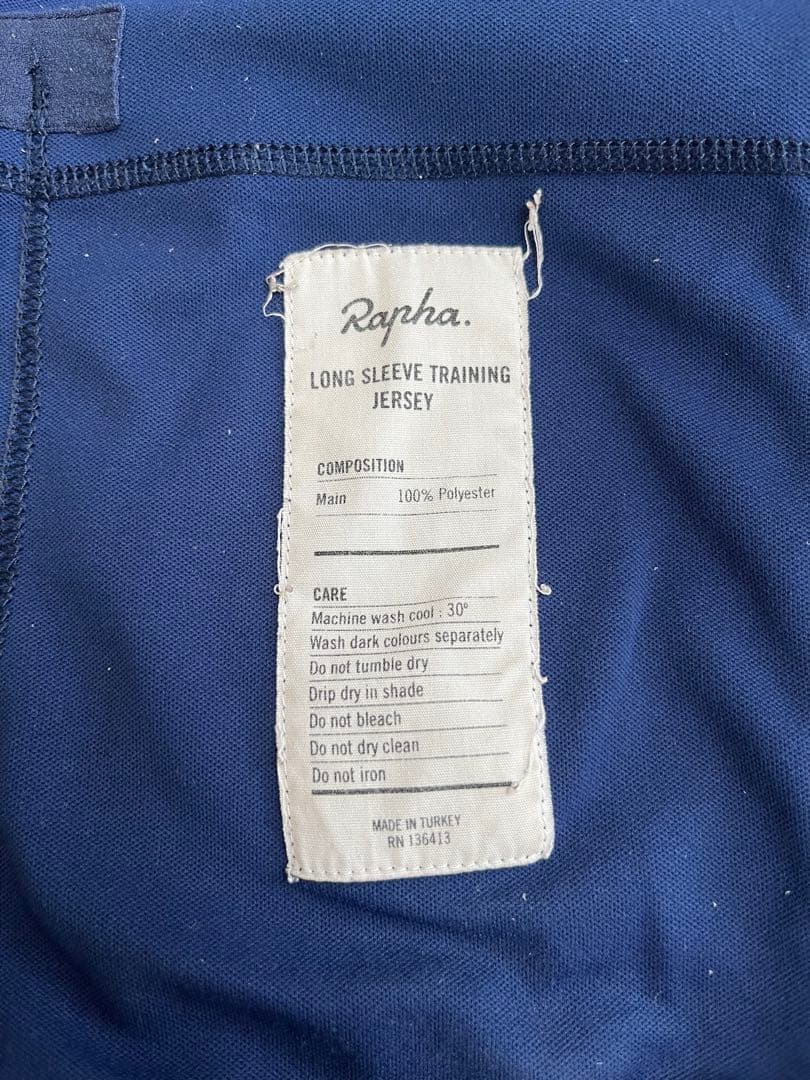 Rapha.
LONG SLEEVE TRAINING
JERSEY
COMPOSITION
Main 100% Polyester
CARE
Machine wash cool : 30°
Wash dark colours separately
Do not tumble dry
Drip dry in shade
Do not bleach
Do not dry clean
Do not iron
MADE IN TURKEY
RN 136413